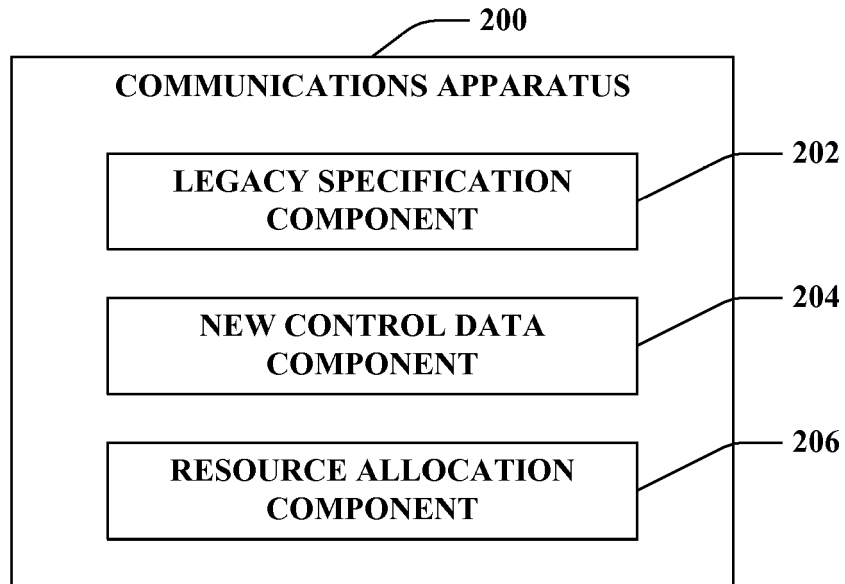 200
COMMUNICATIONS APPARATUS
202
LEGACY SPECIFICATION
COMPONENT
204
NEW CONTROL DATA
COMPONENT
206
RESOURCE ALLOCATION
COMPONENT